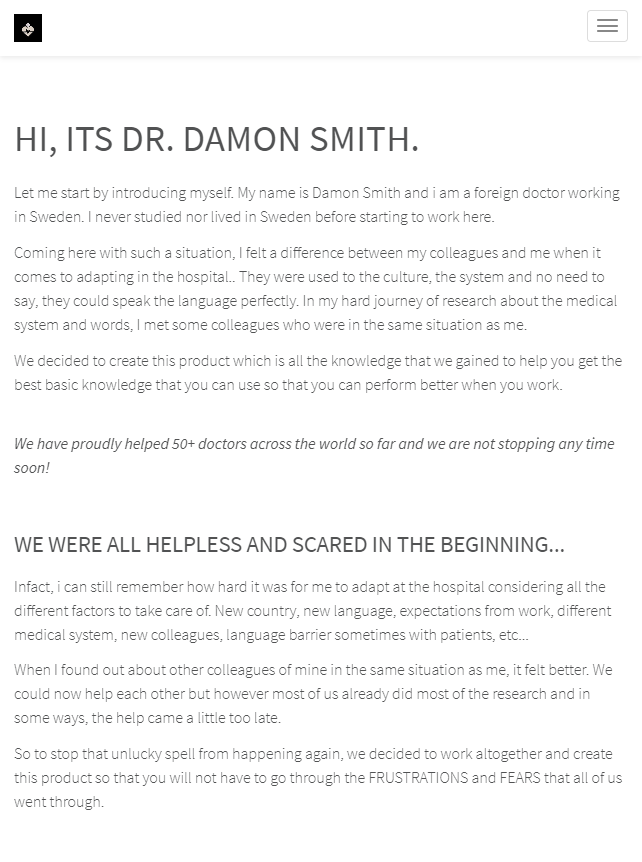 HI, ITS DR. DAMON SMITH.
Let me start by introducing myself. My name is Damon Smith and i am a foreign doctor working
in Sweden. I never studied nor lived in Sweden before starting to work here.
Coming here with such a situation, I felt a difference between my colleagues and me when it
comes to adapting in the hospital.. They were used to the culture, the system and no need to
say, they could speak the language perfectly. In my hard journey of research about the medical
system and words, I met some colleagues who were in the same situation as me.
We decided to create this product which is all the knowledge that we gained to help you get the
best basic knowledge that you can use so that you can perform better when you work.
We have proudly helped 50+ doctors across the world so far and we are not stopping any time
soon!
WE WERE ALL HELPLESS AND SCARED IN THE BEGINNING...
Infact, i can still remember how hard it was for me to adapt at the hospital considering all the
different factors to take care of. New country, new language, expectations from work, different
medical system, new colleagues, language barrier sometimes with patients, etc...
When I found out about other colleagues of mine in the same situation as me, it felt better. We
could now help each other but however most of us already did most of the research and in
some ways, the help came a little too late.
So to stop that unlucky spell from happening again, we decided to work altogether and create
this product so that you will not have to go through the FRUSTRATIONS and FEARS that all of us
went through.